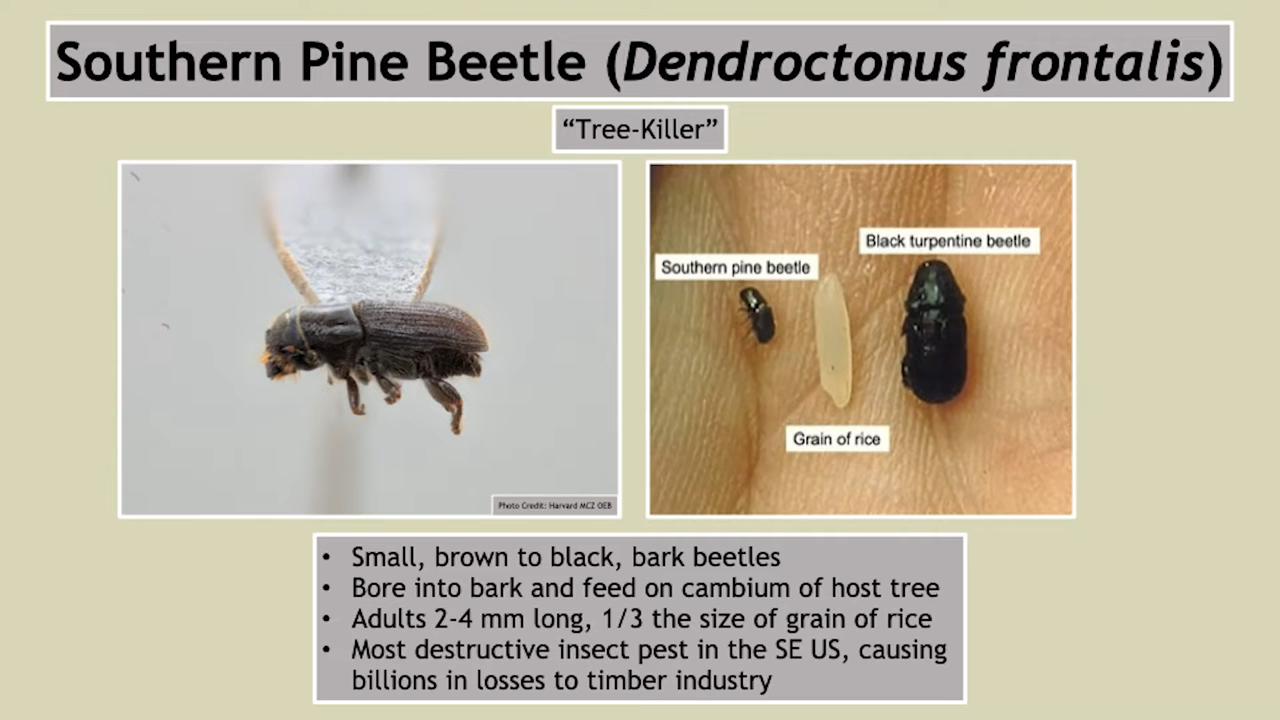 Southern Pine Beetle (Dendroctonus frontalis)
“Tree-Killer”
Southern pine beetle
Black turpentine beetle
Grain of rice
Photo Credit: Harvard MCZ OEB
• Small, brown to black, bark beetles
• Bore into bark and feed on cambium of host tree
• Adults 2-4 mm long, 1/3 the size of grain of rice
• Most destructive insect pest in the SE US, causing
billions in losses to timber industry